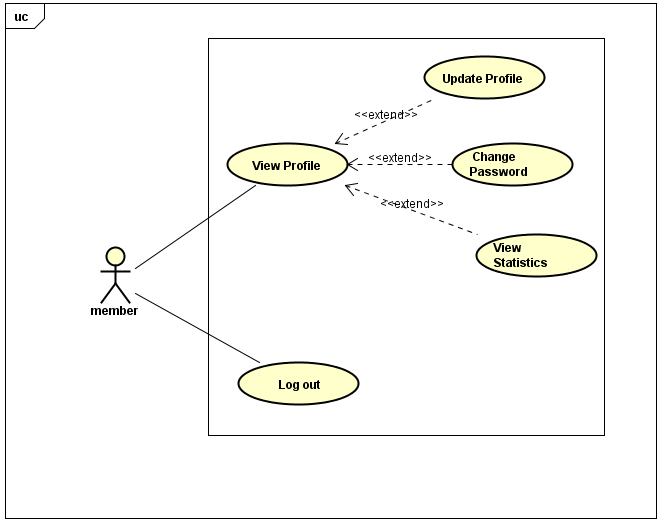 uc
Update Profile
<<extend>>
View Profile
<<extend>>
Change
Password
<<extend>>
View
Statistics
member
Log out